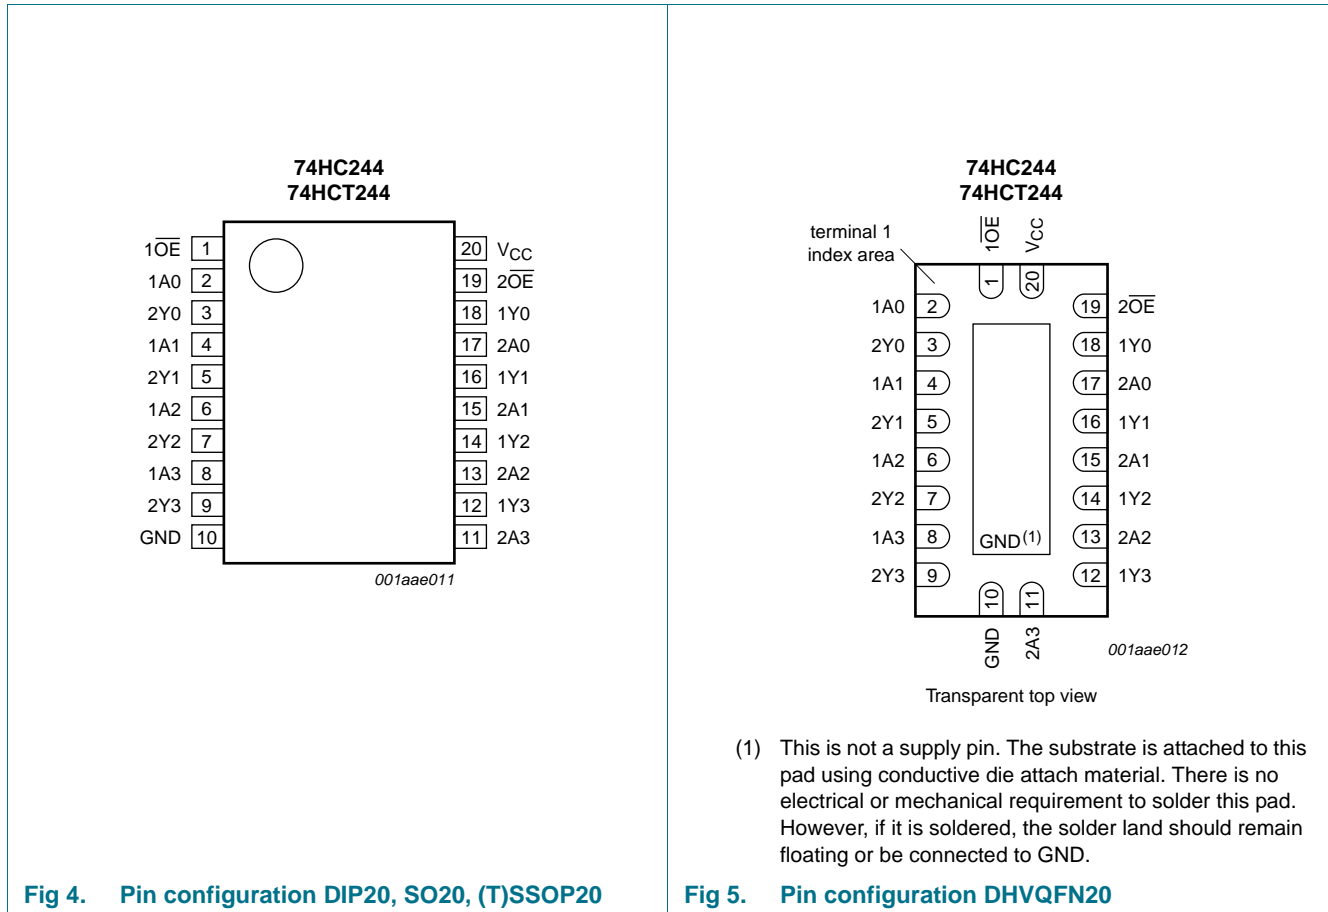 74HC244
74HCT244
1OE 1
1A0 2
2Y0 3
1A1 4
2Y1 5
1A2 6
2Y2 7
1A3 8
2Y3 9
GND 10
20 VCC
19 2OE
18 1Y0
17 2A0
16 1Y1
15 2A1
14 1Y2
13 2A2
12 1Y3
11 2A3
001aae011
Fig 4. Pin configuration DIP20, SO20, (T)SSOP20
74HC244
74HCT244
terminal 1
index area
1OE
VCC
1
20
1A0 2
2Y0 3
1A1 4
2Y1 5
1A2 6
2Y2 7
1A3 8
2Y3 9
19 2OE
18 1Y0
17 2A0
16 1Y1
15 2A1
14 1Y2
13 2A2
12 1Y3
GND(1)
10
11
GND
2A3
001aae012
Transparent top view
(1) This is not a supply pin. The substrate is attached to this
pad using conductive die attach material. There is no
electrical or mechanical requirement to solder this pad.
However, if it is soldered, the solder land should remain
floating or be connected to GND.
Fig 5. Pin configuration DHVQFN20